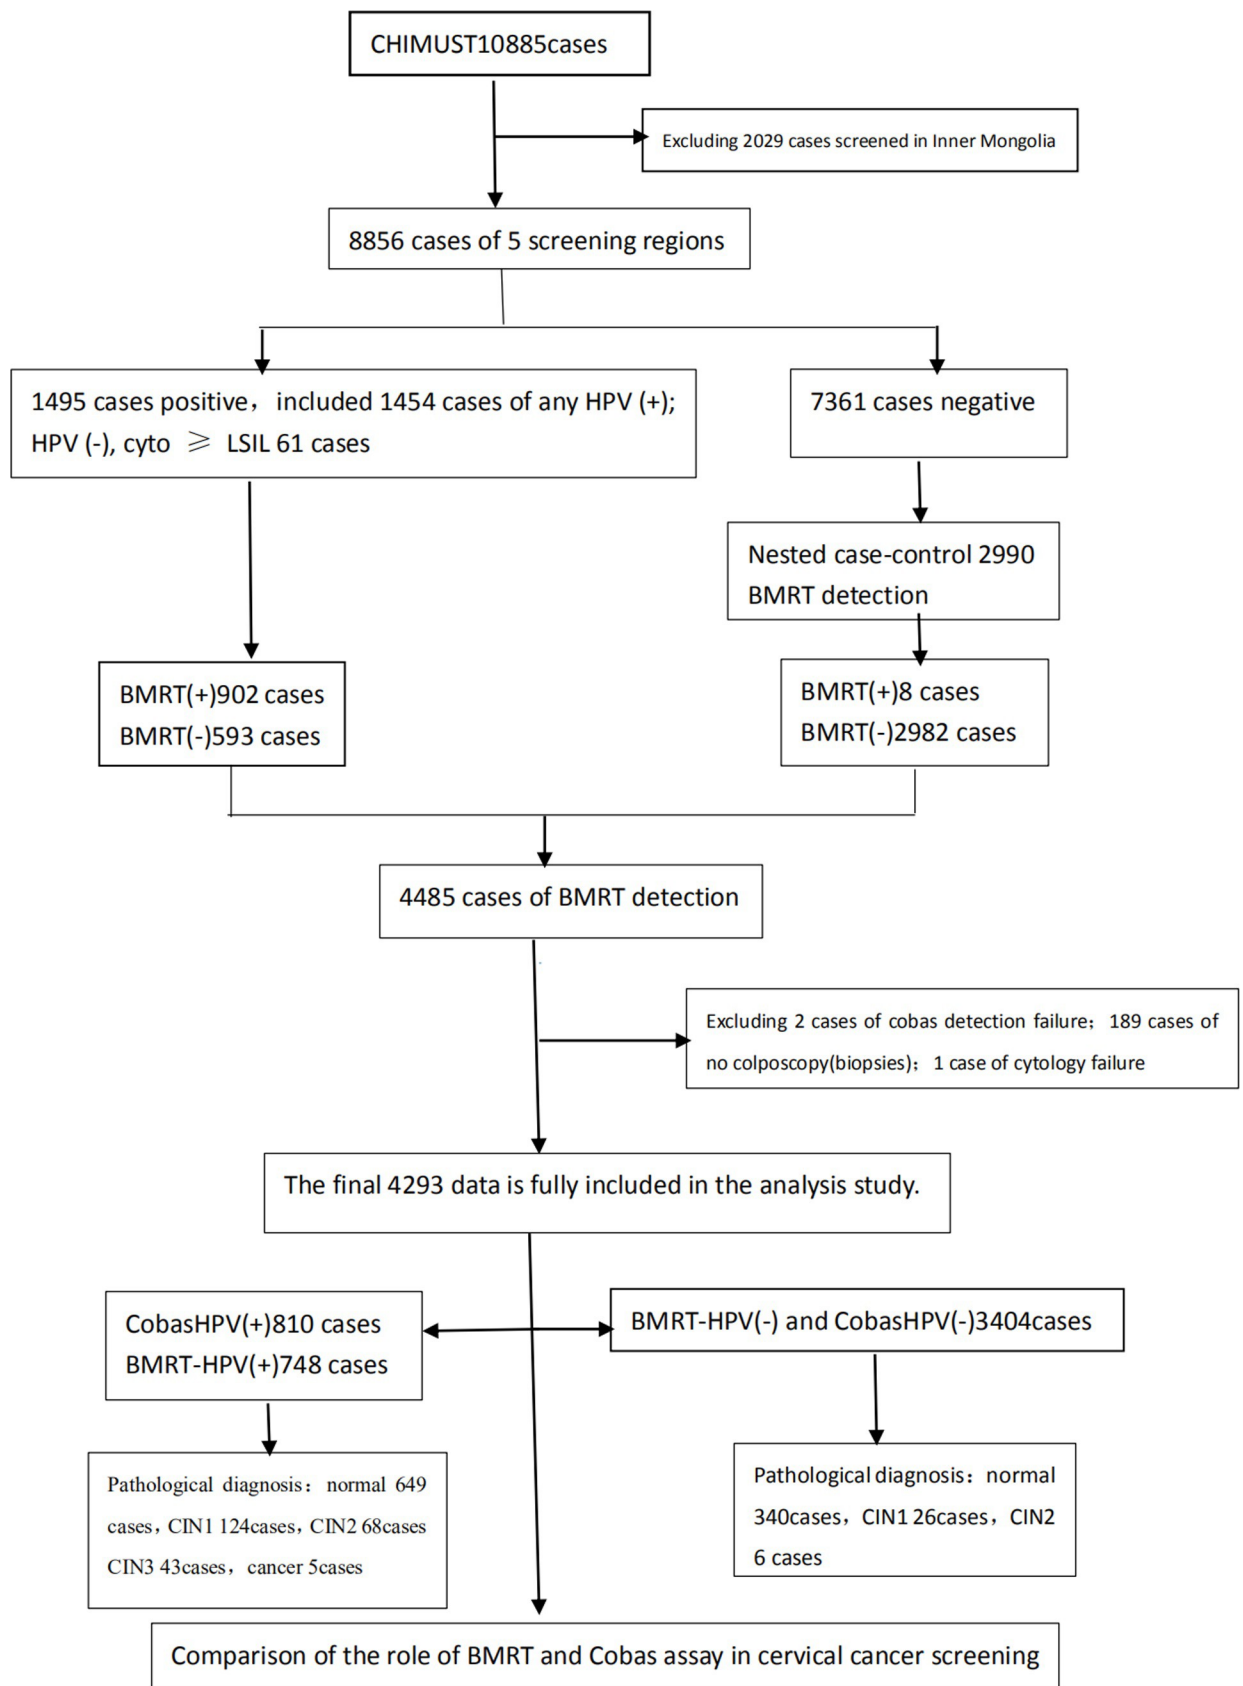 CHIMUST10885cases
Excluding 2029 cases screened in Inner Mongolia
8856 cases of 5 screening regions
1495 cases positive，included 1454 cases of any HPV (+);
HPV (-), cyto ≥ LSIL 61 cases
7361 cases negative
Nested case-control 2990
BMRT detection
BMRT(+)902 cases
BMRT(-)593 cases
BMRT(+)8 cases
BMRT(-)2982 cases
4485 cases of BMRT detection
Excluding 2 cases of cobas detection failure；189 cases of
no colposcopy(biopsies)；1 case of cytology failure
The final 4293 data is fully included in the analysis study.
CobasHPV(+)810 cases
BMRT-HPV(+)748 cases
BMRT-HPV(-) and CobasHPV(-)3404cases
Pathological diagnosis：normal 649
cases，CIN1 124cases，CIN2 68cases
CIN3 43cases，cancer 5cases
Pathological diagnosis：normal
340cases，CIN1 26cases，CIN2
6 cases
Comparison of the role of BMRT and Cobas assay in cervical cancer screening